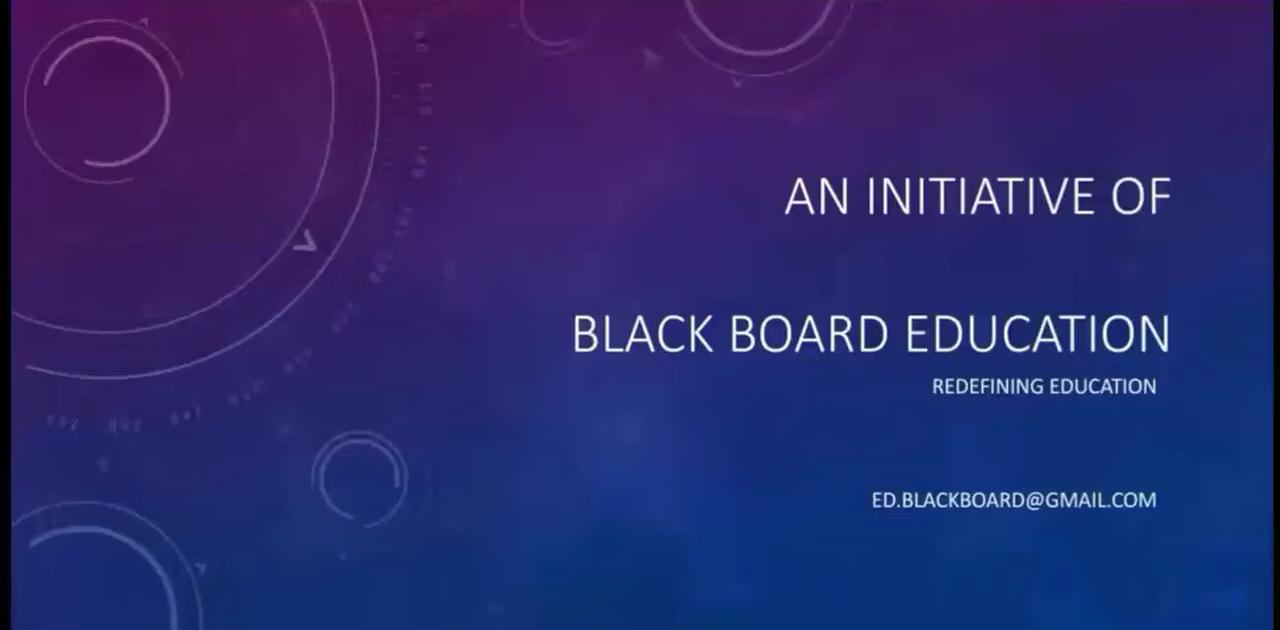 AN INITIATIVE OF
BLACK BOARD EDUCATION
REDEFINING EDUCATION
ED.BLACKBOARD@GMAIL.COM